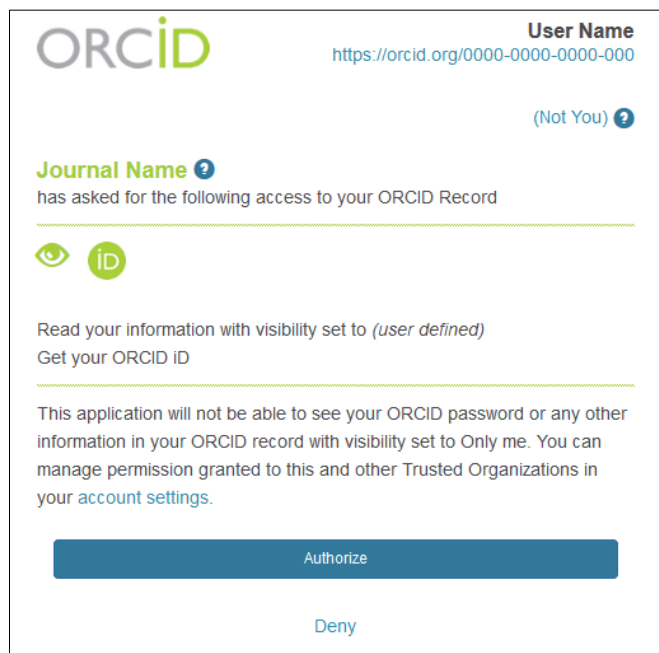 ORCiD
User Name
https://orcid.org/0000-0000-0000-000
(Not You) ?
Journal Name ?
has asked for the following access to your ORCID Record
iD
Read your information with visibility set to (user defined)
Get your ORCID iD
This application will not be able to see your ORCID password or any other
information in your ORCID record with visibility set to Only me. You can
manage permission granted to this and other Trusted Organizations in
your account settings.
Authorize
Deny